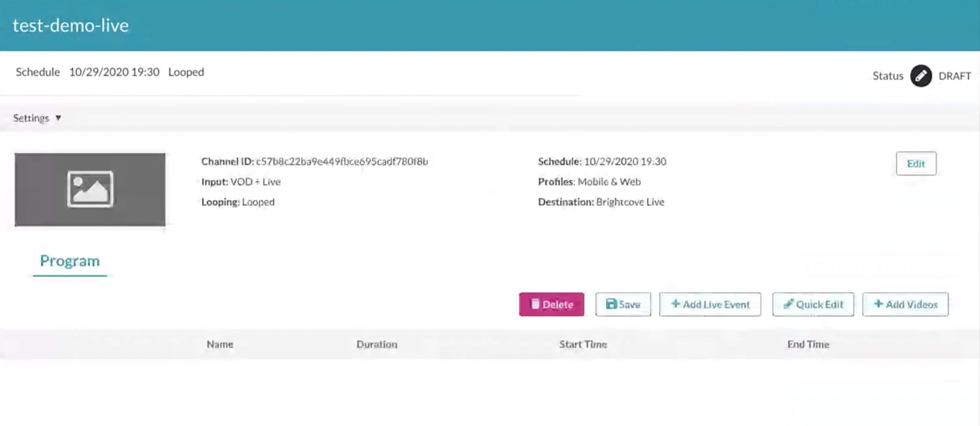 test-demo-live
Schedule 10/29/2020 19:30 Looped
Status DRAFT
Settings ▼
Channel ID: c57b8c22ba9e449fbce695cadf780f8b
Schedule: 10/29/2020 19:30
Edit
Input: VOD + Live
Profiles: Mobile & Web
Looping: Looped
Destination: Brightcove Live
Program
Delete Save + Add Live Event Quick Edit + Add Videos
Name Duration Start Time End Time